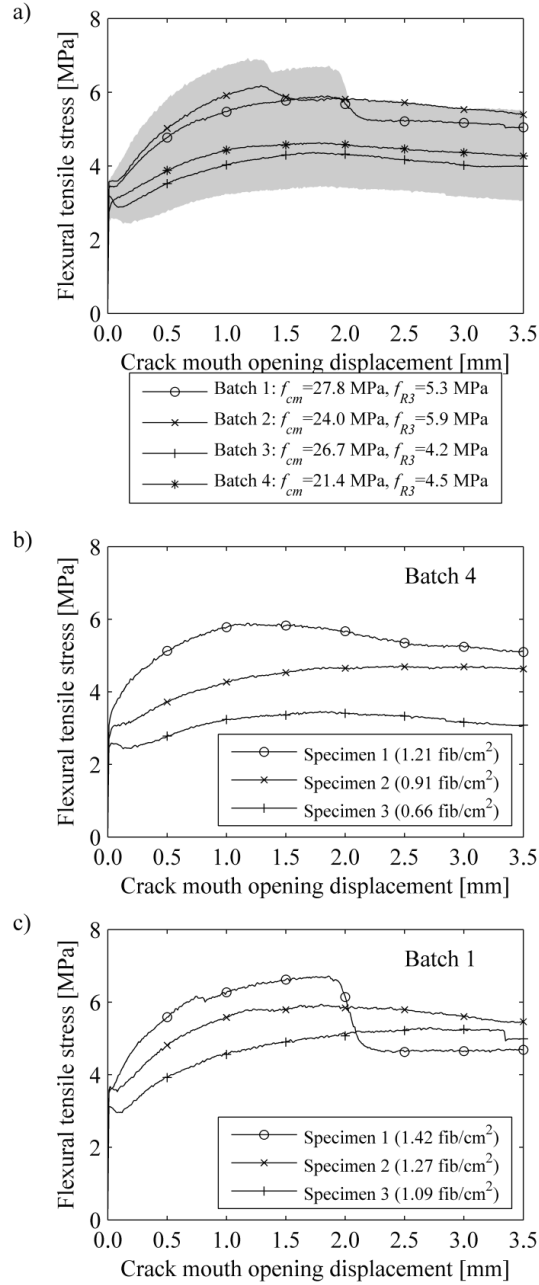 a)
Flexural tensile stress [MPa]
8
6
4
2
0
0.0 0.5 1.0 1.5 2.0 2.5 3.0 3.5
Crack mouth opening displacement [mm]
Batch 1: f_cm=27.8 MPa, f_R3=5.3 MPa
Batch 2: f_cm=24.0 MPa, f_R3=5.9 MPa
Batch 3: f_cm=26.7 MPa, f_R3=4.2 MPa
Batch 4: f_cm=21.4 MPa, f_R3=4.5 MPa
b)
Flexural tensile stress [MPa]
8
6
4
2
0
Batch 4
Specimen 1 (1.21 fib/cm²)
Specimen 2 (0.91 fib/cm²)
Specimen 3 (0.66 fib/cm²)
0.0 0.5 1.0 1.5 2.0 2.5 3.0 3.5
Crack mouth opening displacement [mm]
c)
Flexural tensile stress [MPa]
8
6
4
2
0
Batch 1
Specimen 1 (1.42 fib/cm²)
Specimen 2 (1.27 fib/cm²)
Specimen 3 (1.09 fib/cm²)
0.0 0.5 1.0 1.5 2.0 2.5 3.0 3.5
Crack mouth opening displacement [mm]